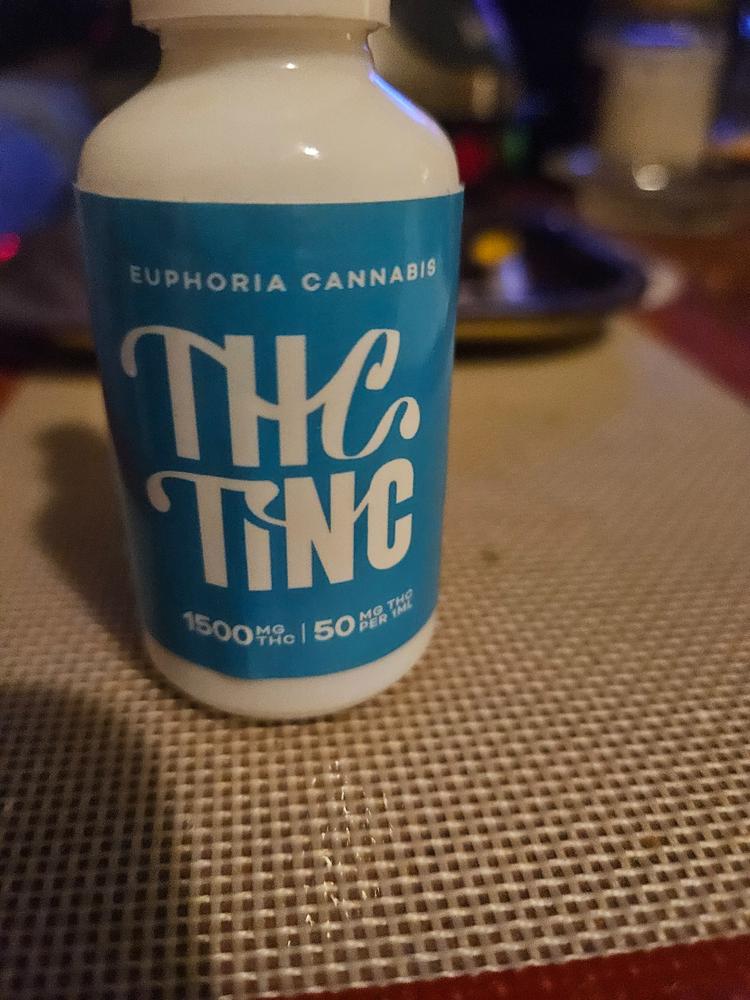 EUPHORIA CANNABIS
THC
TiNC
1500 MG THC | 50 MG THC PER 1ML